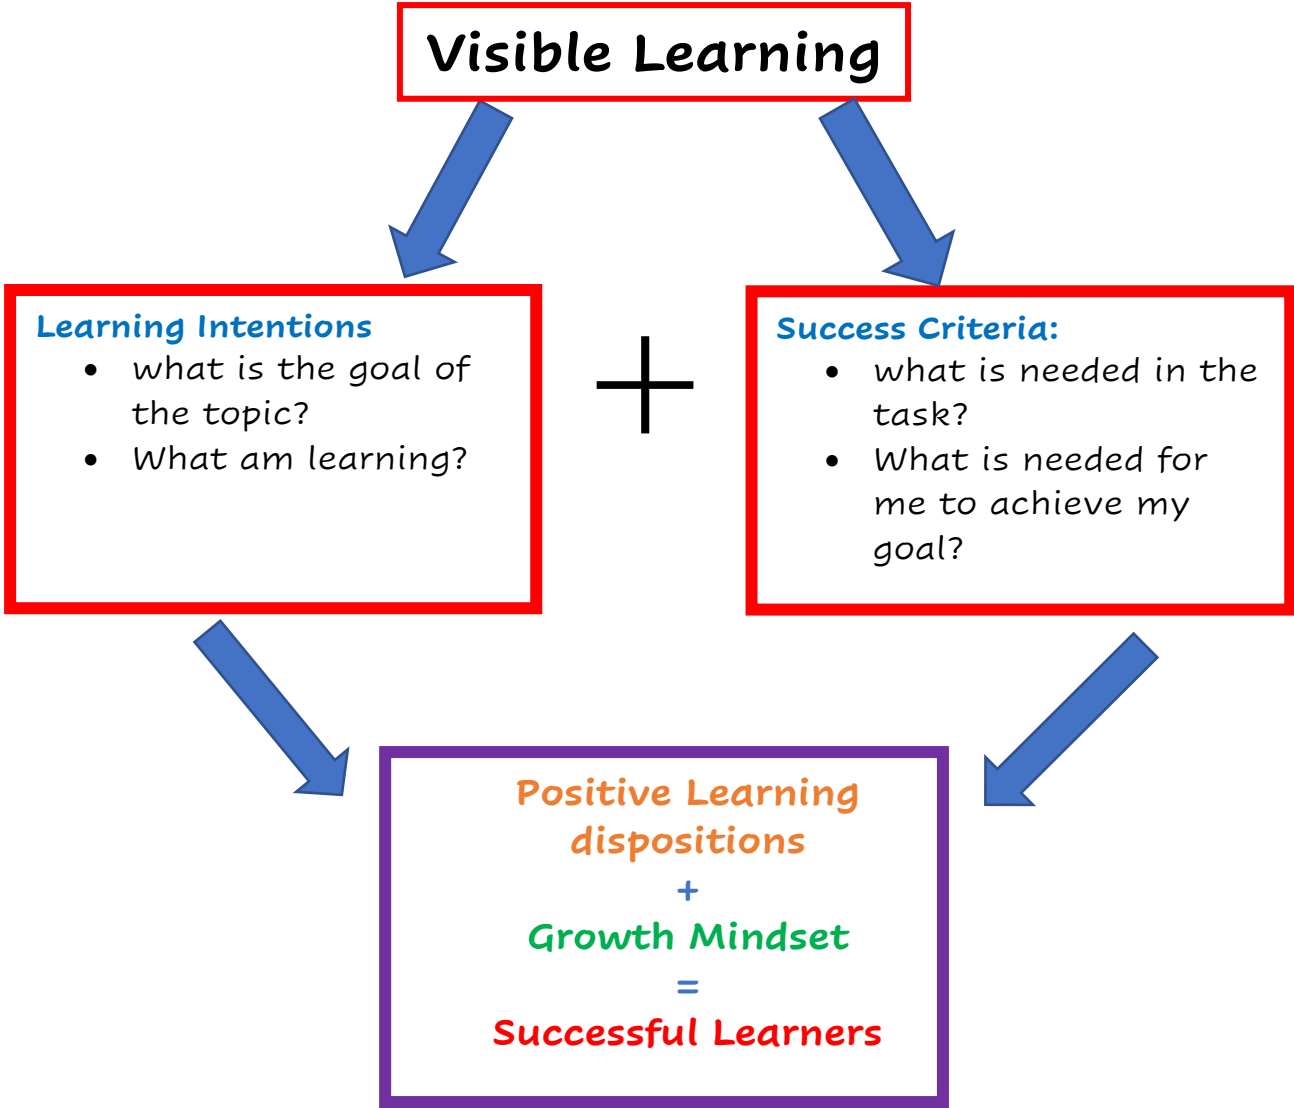 Visible Learning
Learning Intentions
• what is the goal of
the topic?
• What am learning?
+
Success Criteria:
• what is needed in the
task?
• What is needed for
me to achieve my
goal?
Positive Learning
dispositions
+
Growth Mindset
=
Successful Learners